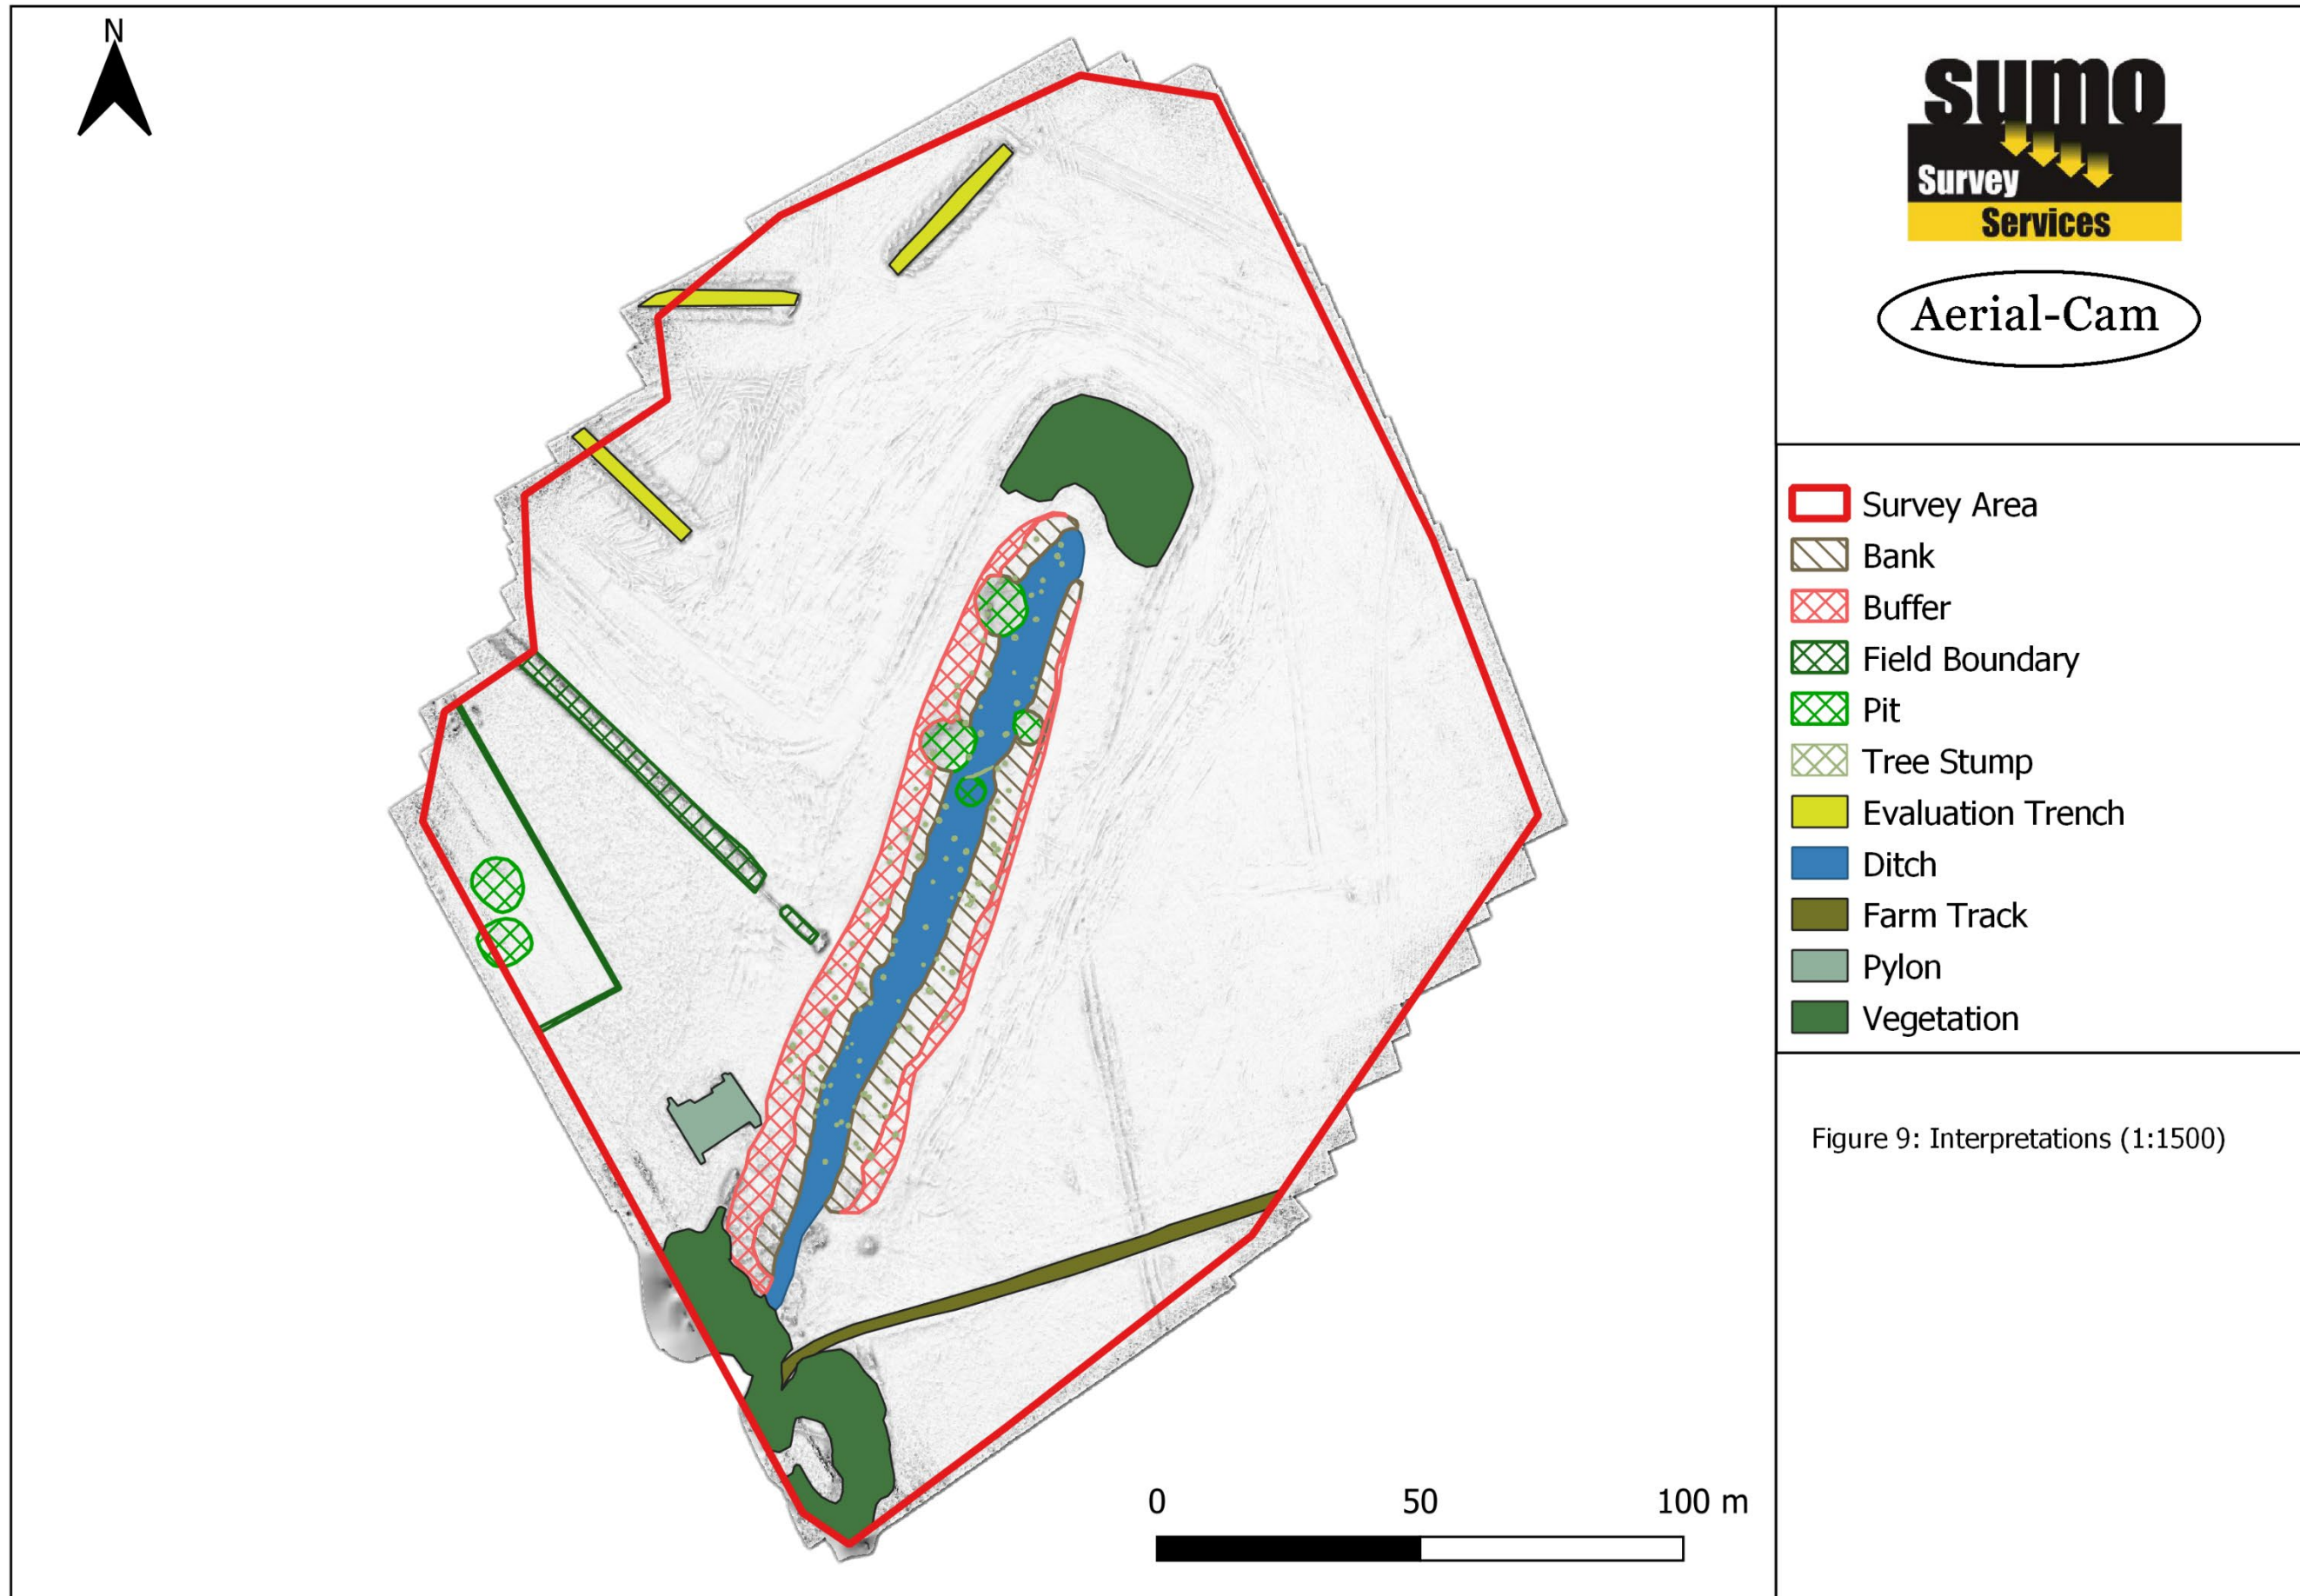 N
sumo
Survey
Services
Aerial-Cam
Survey Area
Bank
Buffer
Field Boundary
Pit
Tree Stump
Evaluation Trench
Ditch
Farm Track
Pylon
Vegetation
Figure 9: Interpretations (1:1500)
0 50 100 m